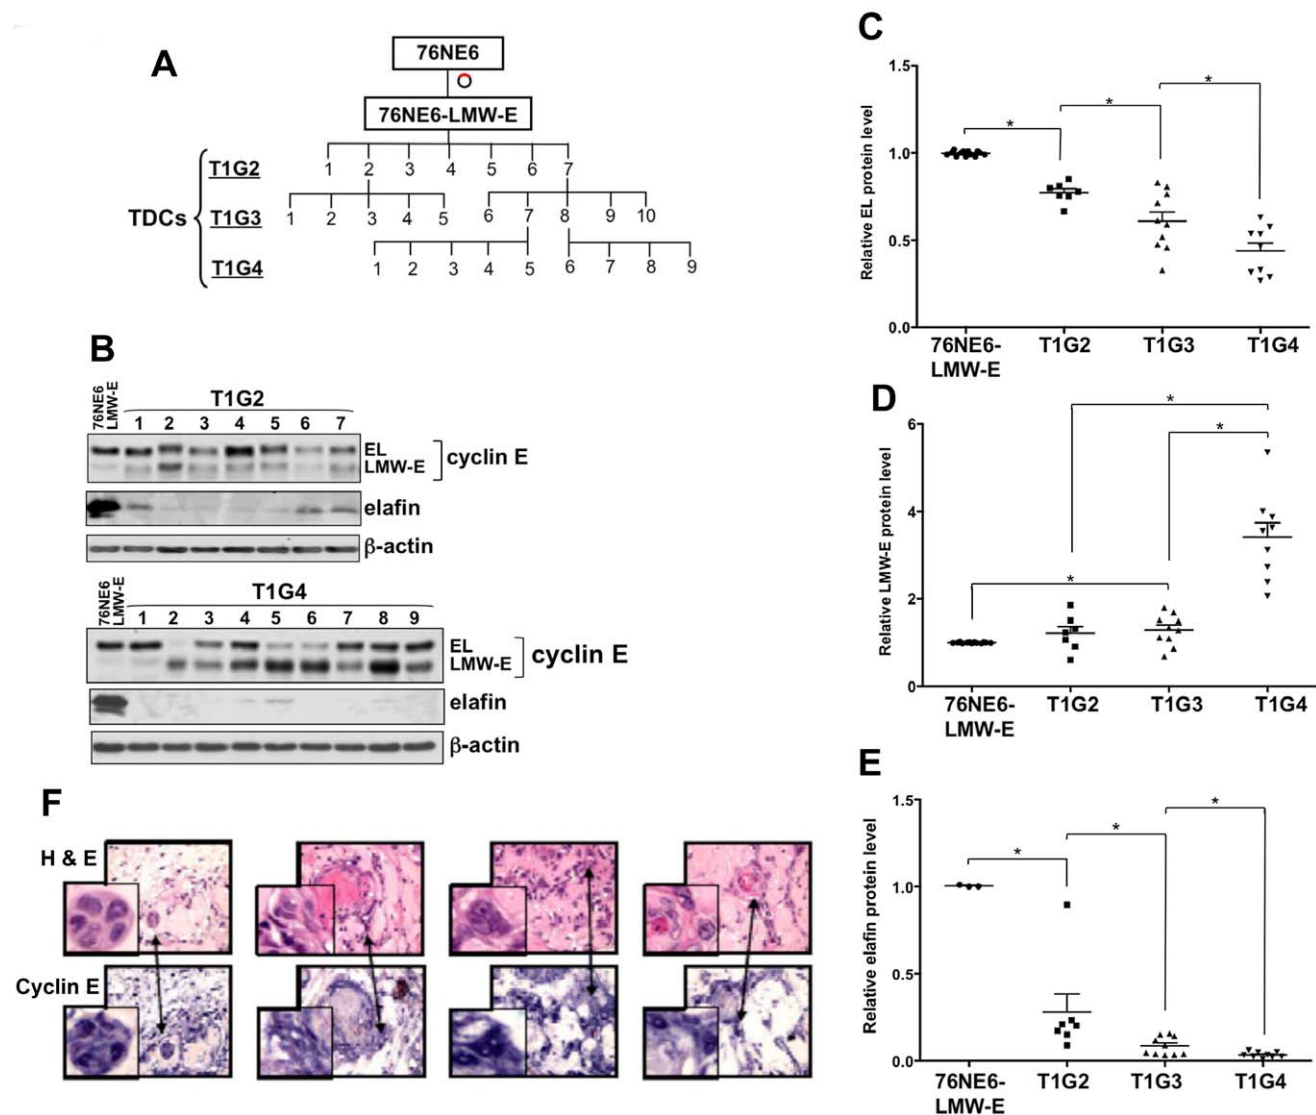 A
76NE6
76NE6-LMW-E
TDCs
T1G2
1 2 3 4 5 6 7
T1G3
1 2 3 4 5 6 7 8 9 10
T1G4
1 2 3 4 5 6 7 8 9
B
76NE6
LMW-E
T1G2
1 2 3 4 5 6 7
EL
LMW-E
cyclin E
elafin
β-actin
76NE6
LMW-E
T1G4
1 2 3 4 5 6 7 8 9
EL
LMW-E
cyclin E
elafin
β-actin
F
H & E
Cyclin E
C
Relative EL protein level
1.5
1.0
0.5
0.0
* * *
76NE6-
LMW-E
T1G2 T1G3 T1G4
D
Relative LMW-E protein level
6
4
2
0
* * *
76NE6-
LMW-E
T1G2 T1G3 T1G4
E
Relative elafin protein level
1.5
1.0
0.5
0.0
* * *
76NE6-
LMW-E
T1G2 T1G3 T1G4